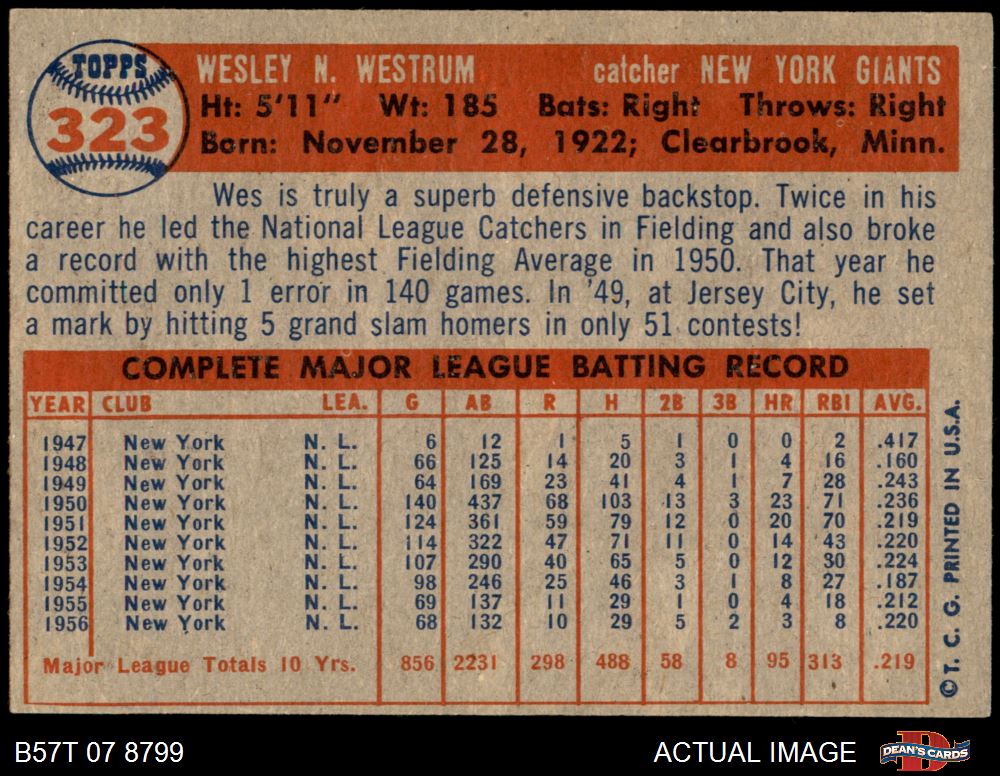 TOPPS
323
WESLEY N. WESTRUM catcher NEW YORK GIANTS
Ht: 5'11" Wt: 185 Bats: Right Throws: Right
Born: November 28, 1922; Clearbrook, Minn.
Wes is truly a superb defensive backstop. Twice in his
career he led the National League Catchers in Fielding and also broke
a record with the highest Fielding Average in 1950. That year he
committed only 1 error in 140 games. In '49, at Jersey City, he set
a mark by hitting 5 grand slam homers in only 51 contests!
COMPLETE MAJOR LEAGUE BATTING RECORD
YEAR CLUB LEA. G AB R H 2B 3B HR RBI AVG.
1947 New York N. L. 6 12 1 5 1 0 0 2 .417
1948 New York N. L. 66 125 14 20 3 1 4 16 .160
1949 New York N. L. 64 169 23 41 4 1 7 28 .243
1950 New York N. L. 140 437 68 103 13 3 23 71 .236
1951 New York N. L. 124 361 59 79 12 0 20 70 .219
1952 New York N. L. 114 322 47 71 11 0 14 43 .220
1953 New York N. L. 107 290 40 65 5 0 12 30 .224
1954 New York N. L. 98 246 25 46 3 1 8 27 .187
1955 New York N. L. 69 137 11 29 1 0 4 18 .212
1956 New York N. L. 68 132 10 29 5 2 3 8 .220
Major League Totals 10 Yrs. 856 2231 298 488 58 8 95 313 .219
© T. C. G. PRINTED IN U.S.A.
B57T 07 8799 ACTUAL IMAGE
DEAN'S CARDS